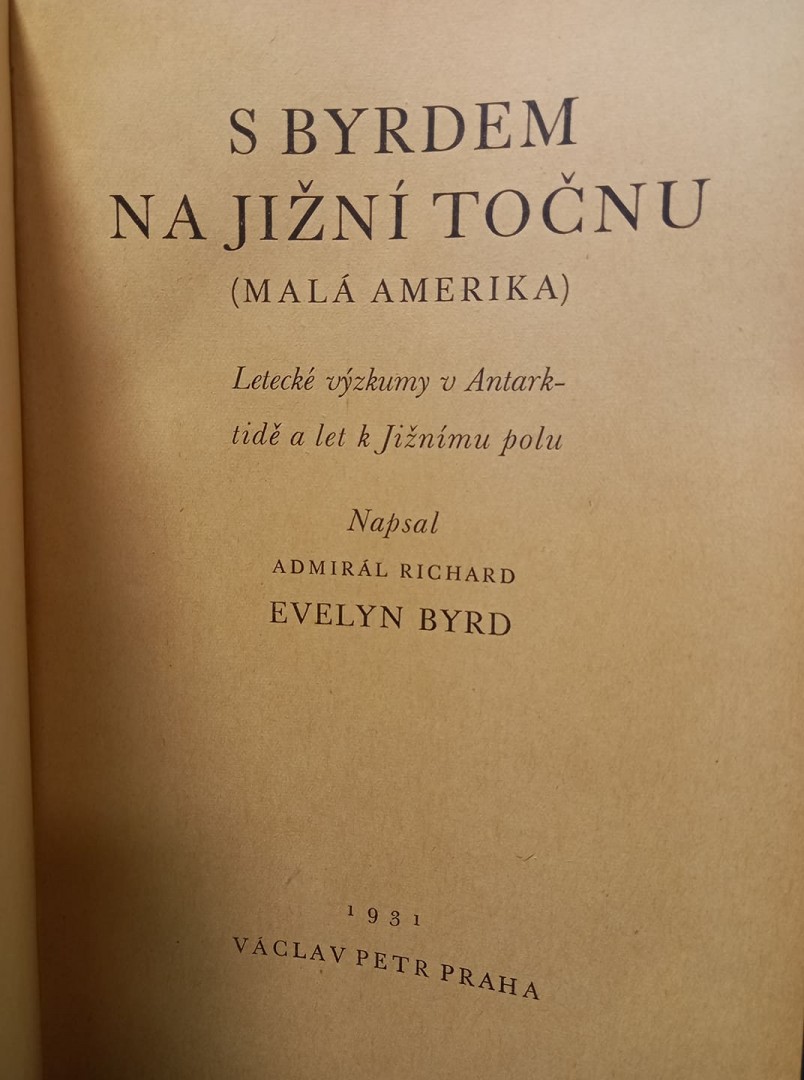 S BYRDEM
NA JIŽNÍ TOČNU
(MALÁ AMERIKA)
Letecké výzkumy v Antark-
tidě a let k Jižnímu polu
Napsal
ADMIRÁL RICHARD
EVELYN BYRD
1931
VÁCLAV PETR PRAHA